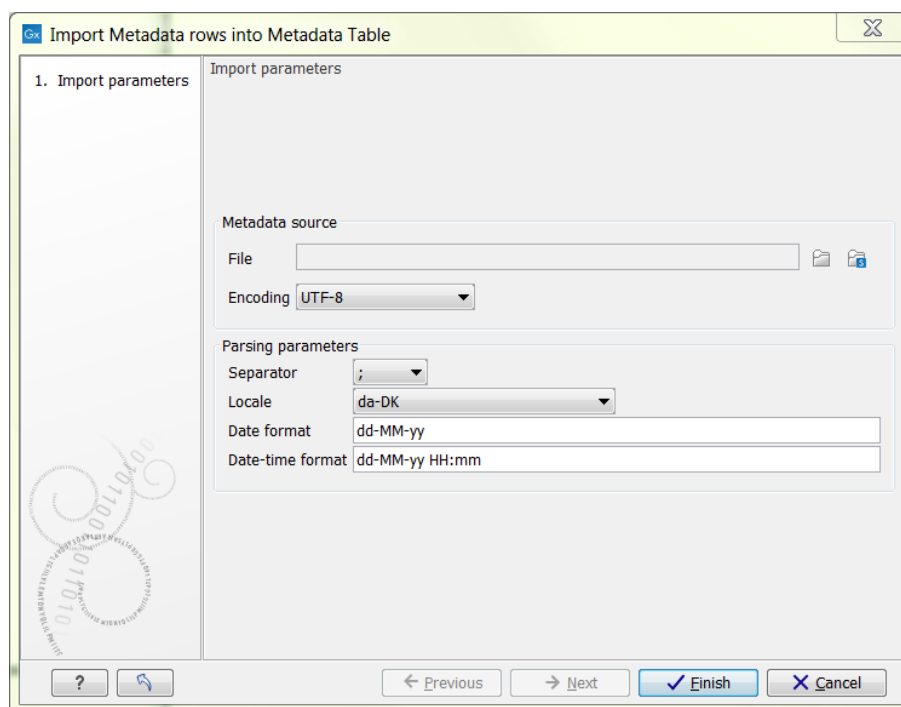 Gx Import Metadata rows into Metadata Table
1. Import parameters
Import parameters
Metadata source
File
Encoding UTF-8
Parsing parameters
Separator ;
Locale da-DK
Date format dd-MM-yy
Date-time format dd-MM-yy HH:mm
? Previous Next Finish Cancel